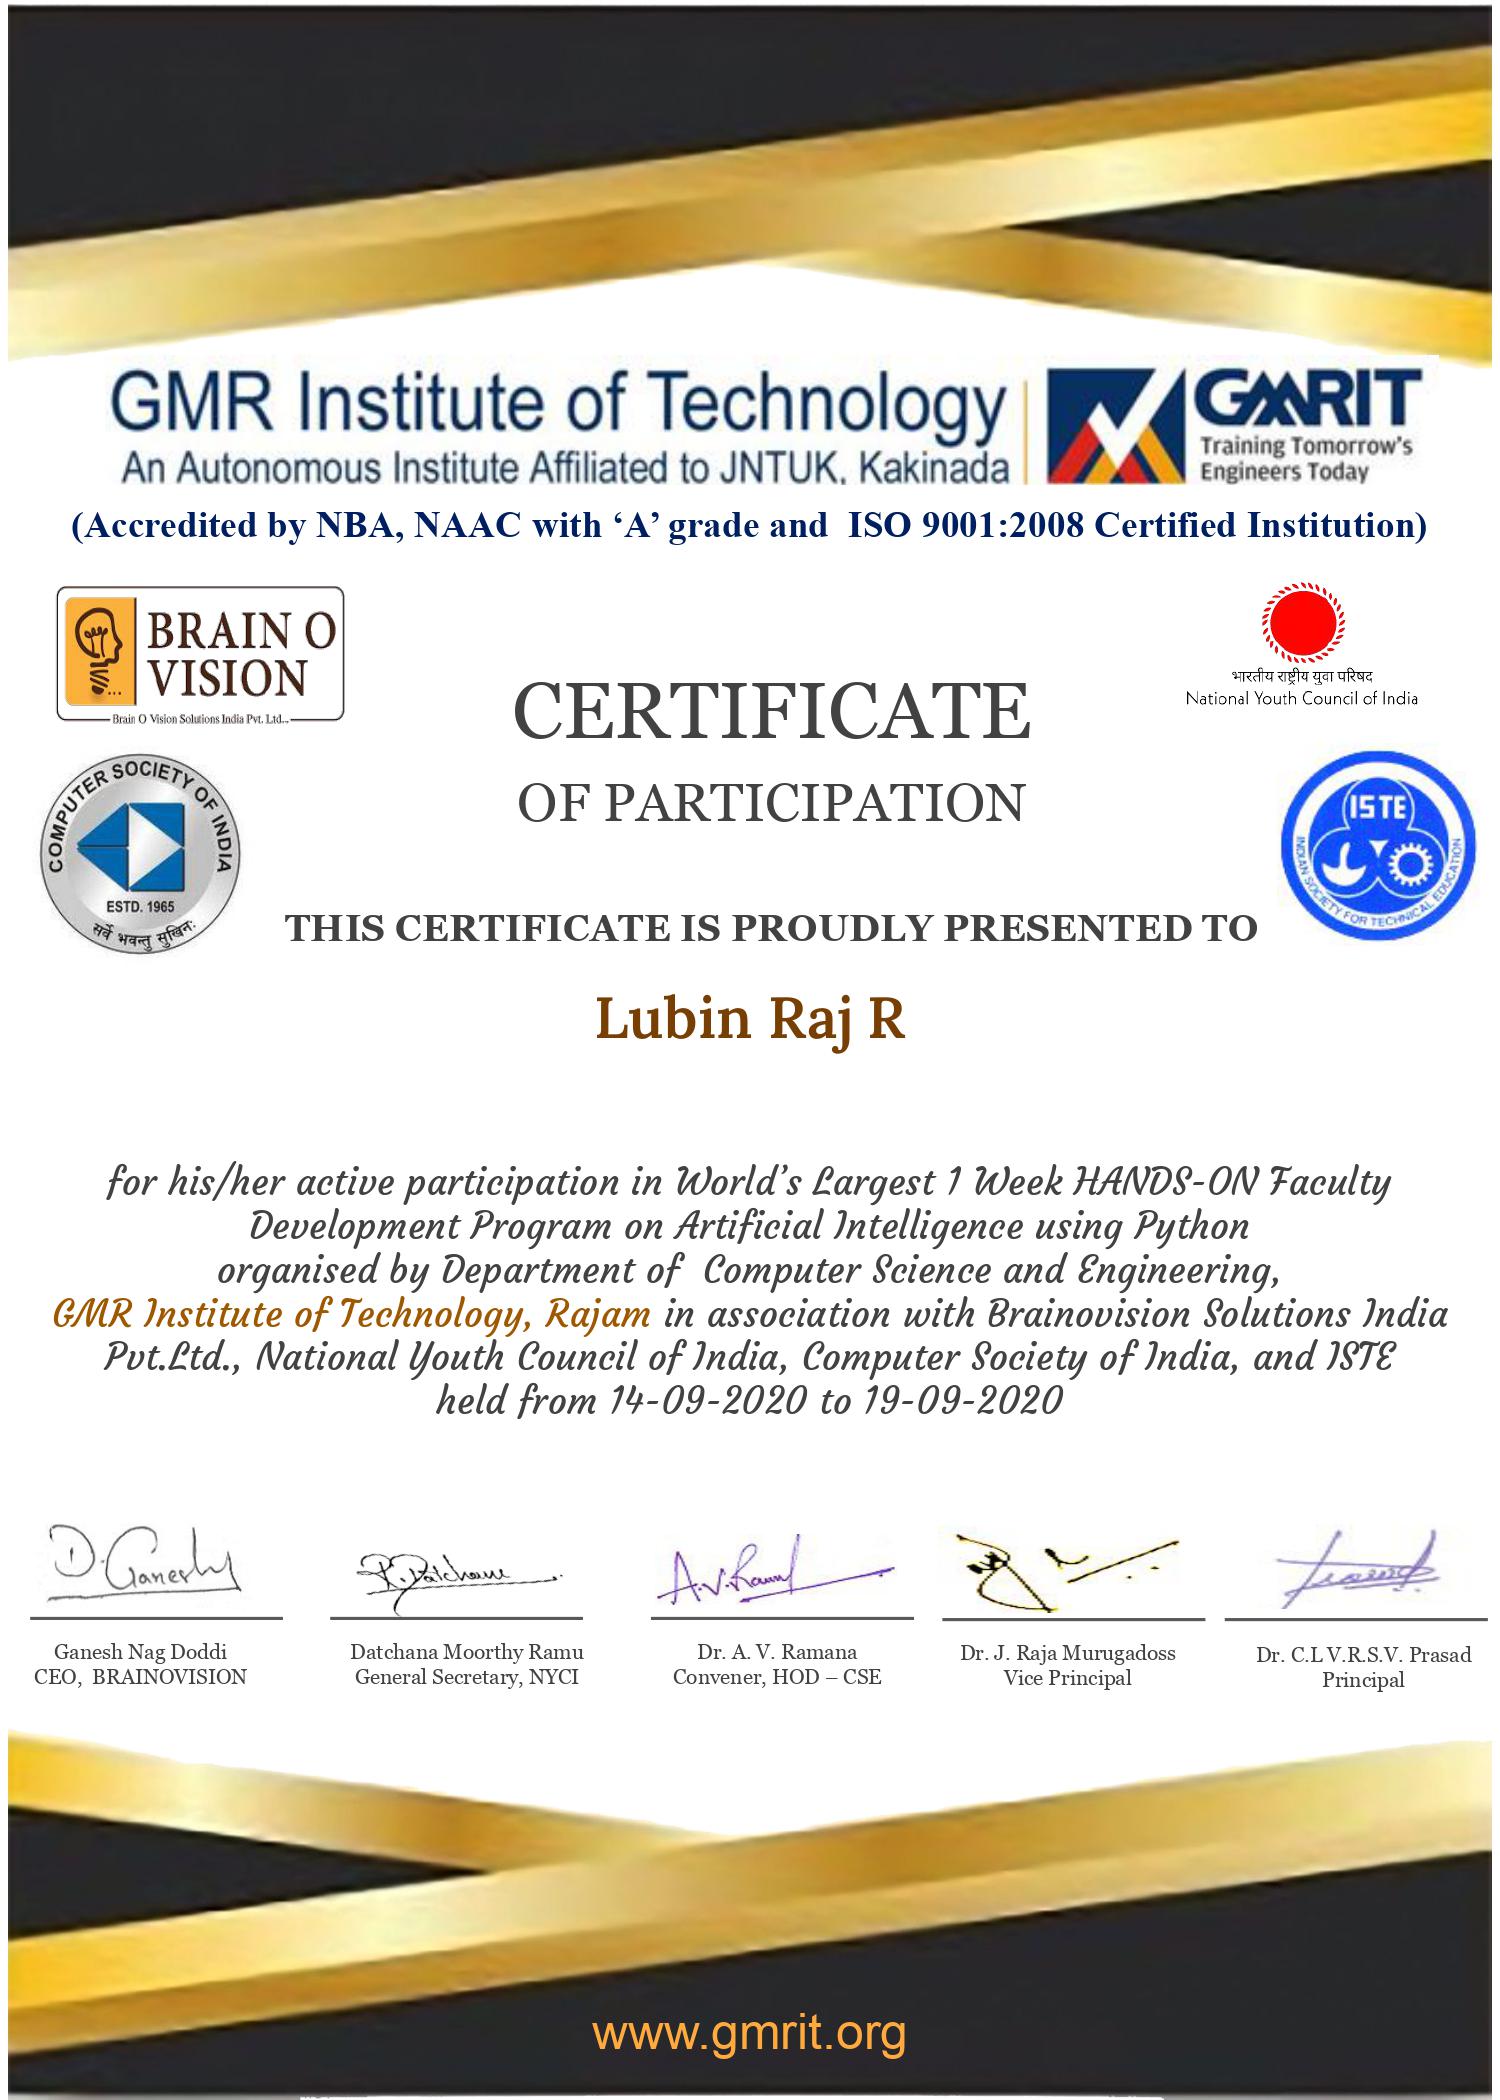 GMR Institute of Technology
An Autonomous Institute Affiliated to JNTUK, Kakinada
GMRIT
Training Tomorrow's
Engineers Today
(Accredited by NBA, NAAC with ‘A’ grade and ISO 9001:2008 Certified Institution)
BRAIN O
VISION
Brain O Vision Solutions India Pvt. Ltd...
भारतीय राष्ट्रीय युवा परिषद
National Youth Council of India
CERTIFICATE
OF PARTICIPATION
COMPUTER SOCIETY OF INDIA
ESTD. 1965
सर्वे भवन्तु सुखिनः
ISTE
INDIAN SOCIETY FOR TECHNICAL EDUCATION
THIS CERTIFICATE IS PROUDLY PRESENTED TO
Lubin Raj R
for his/her active participation in World’s Largest 1 Week HANDS-ON Faculty
Development Program on Artificial Intelligence using Python
organised by Department of Computer Science and Engineering,
GMR Institute of Technology, Rajam in association with Brainovision Solutions India
Pvt.Ltd., National Youth Council of India, Computer Society of India, and ISTE
held from 14-09-2020 to 19-09-2020
D. Ganesh
R. Datchana
A.V. Ramana
Prasad
Ganesh Nag Doddi
CEO, BRAINOVISION
Datchana Moorthy Ramu
General Secretary, NYCI
Dr. A. V. Ramana
Convener, HOD – CSE
Dr. J. Raja Murugadoss
Vice Principal
Dr. C.L V.R.S.V. Prasad
Principal
www.gmrit.org